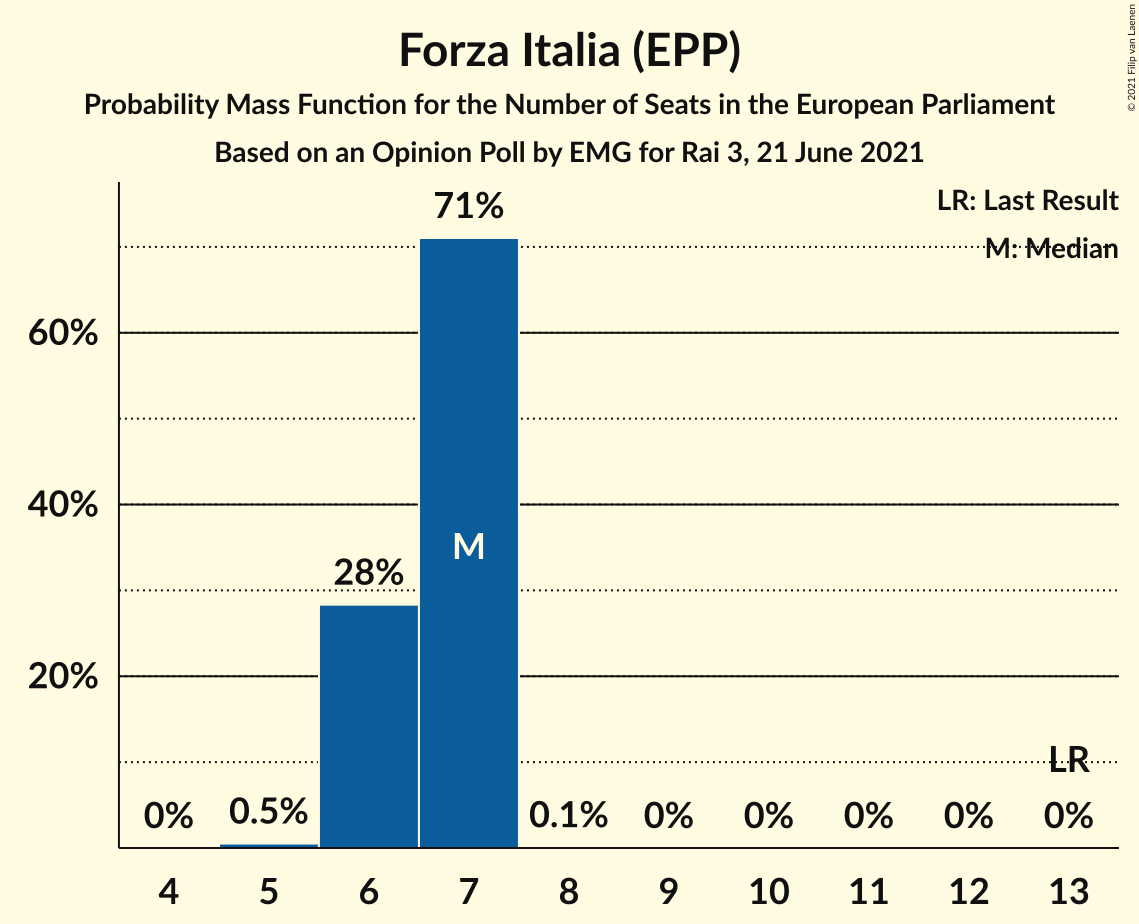 © 2021 Filip van Laenen
Forza Italia (EPP)
Probability Mass Function for the Number of Seats in the European Parliament
Based on an Opinion Poll by EMG for Rai 3, 21 June 2021
LR: Last Result
M: Median
71%
60%
40%
M
28%
20%
LR
0% 0.5% 0.1% 0% 0% 0% 0% 0%
4 5 6 7 8 9 10 11 12 13